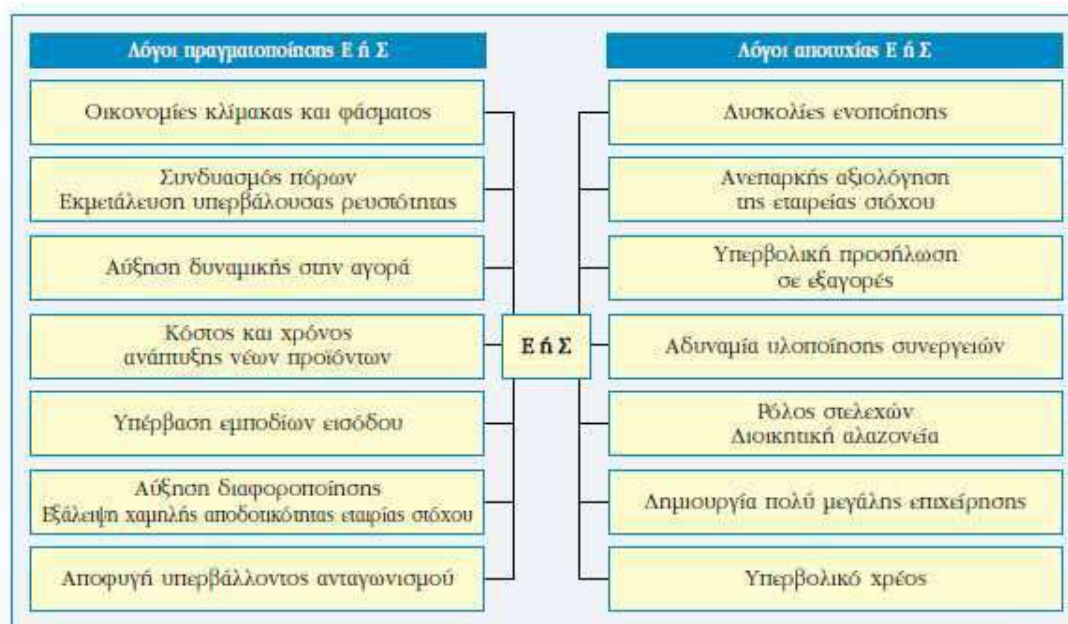 Λόγοι πραγματοποίησης Ε ή Σ
Οικονομίες κλίμακας και φάσματος
Συνδυασμός πόρων
Εκμετάλευση υπερβάλουσας ρευστότητας
Αύξηση δυναμικής στην αγορά
Κόστος και χρόνος
ανάπτυξης νέων προϊόντων
Υπέρβαση εμποδίων εισόδου
Αύξηση διαφοροποίησης
Εξάλειψη χαμηλής αποδοτικότητας εταιρίας στόχου
Αποφυγή υπερβάλλοντος ανταγωνισμού
Ε ή Σ
Λόγοι αποτυχίας Ε ή Σ
Δυσκολίες ενοποίησης
Ανεπαρκής αξιολόγηση
της εταιρείας στόχου
Υπερβολική προσήλωση
σε εξαγορές
Αδυναμία υλοποίησης συνεργειών
Ρόλος στελεχών
Διοικητική αλαζονεία
Δημιουργία πολύ μεγάλης επιχείρησης
Υπερβολικό χρέος